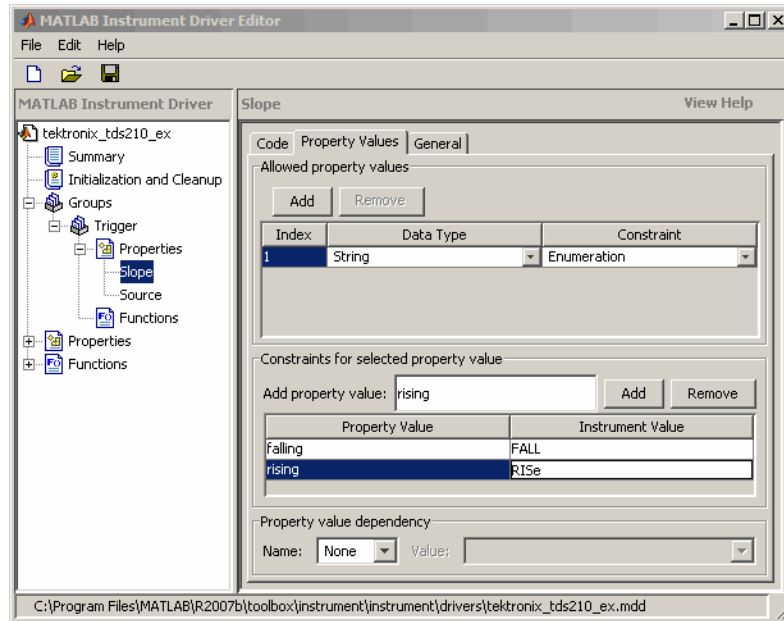 MATLAB Instrument Driver Editor
File Edit Help
MATLAB Instrument Driver
tektronix_tds210_ex
Summary
Initialization and Cleanup
Groups
Trigger
Properties
Slope
Source
Functions
Properties
Functions
Slope View Help
Code Property Values General
Allowed property values
Add Remove
Index Data Type Constraint
1 String Enumeration
Constraints for selected property value
Add property value: rising Add Remove
Property Value Instrument Value
falling FALL
rising RISe
Property value dependency
Name: None Value:
C:\Program Files\MATLAB\R2007b\toolbox\instrument\instrument\drivers\tektronix_tds210_ex.mdd